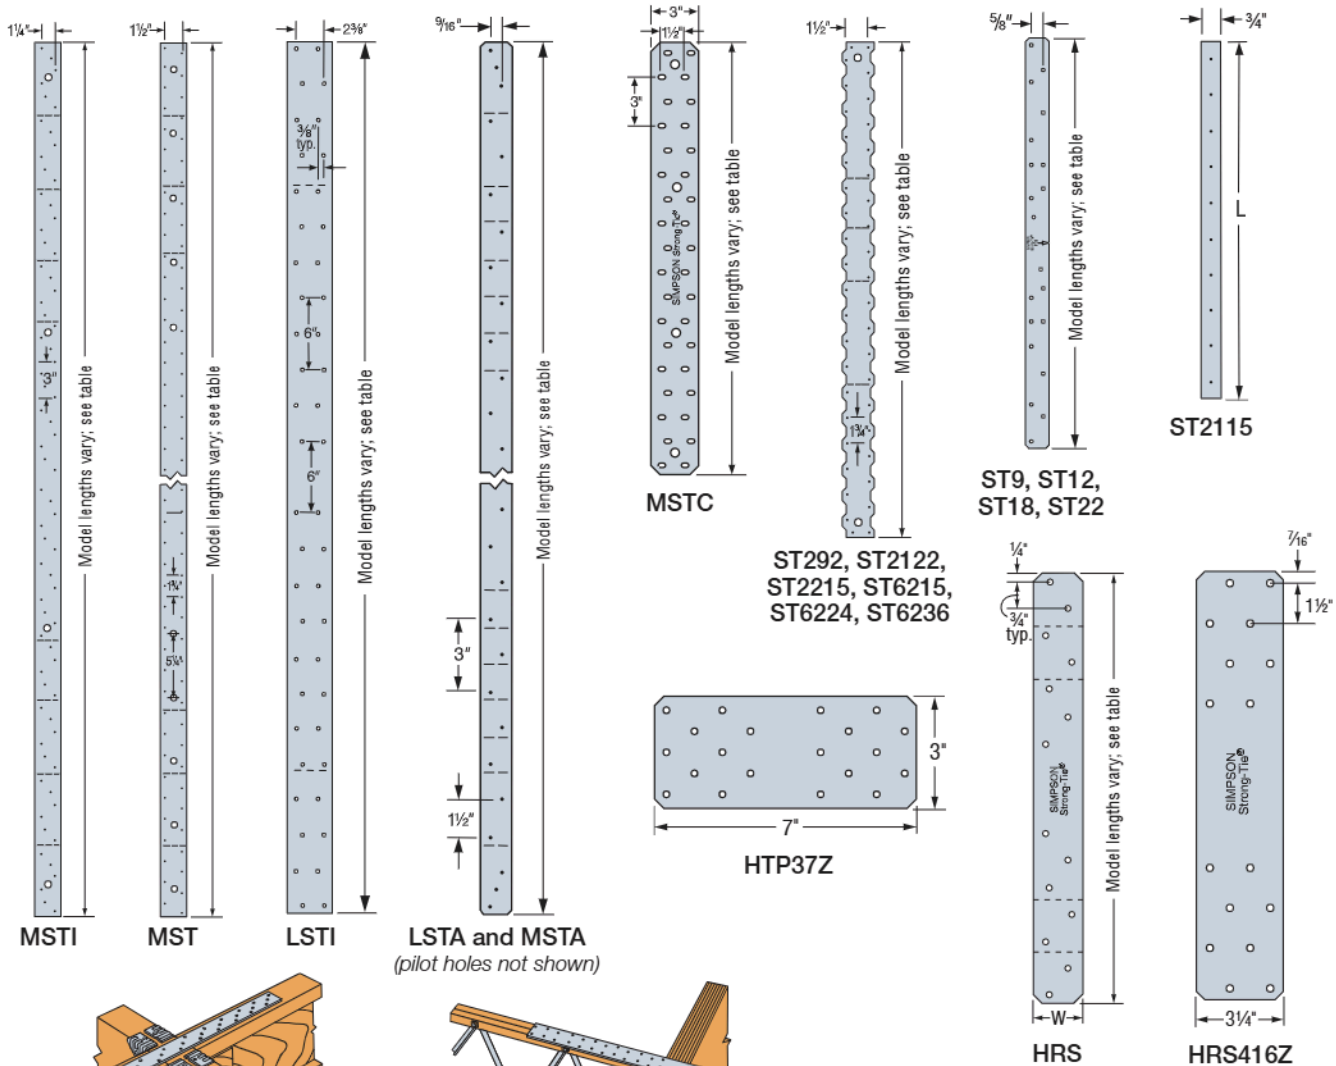 1¼"
1½"
2⅜"
9/16"
3"
1½"
1½"
⅝"
¾"
3"
⅜"
typ.
6"
6"
3"
1¾"
5¼"
3"
1½"
1¾"
Model lengths vary; see table
Model lengths vary; see table
Model lengths vary; see table
Model lengths vary; see table
Model lengths vary; see table
Model lengths vary; see table
Model lengths vary; see table
L
SIMPSON Strong-Tie®
MSTI
MST
LSTI
LSTA and MSTA
(pilot holes not shown)
MSTC
ST292, ST2122,
ST2215, ST6215,
ST6224, ST6236
ST9, ST12,
ST18, ST22
ST2115
3"
7"
HTP37Z
¼"
¾"
typ.
SIMPSON
Strong-Tie®
Model lengths vary; see table
W
HRS
7/16"
1½"
SIMPSON
Strong-Tie®
3¼"
HRS416Z